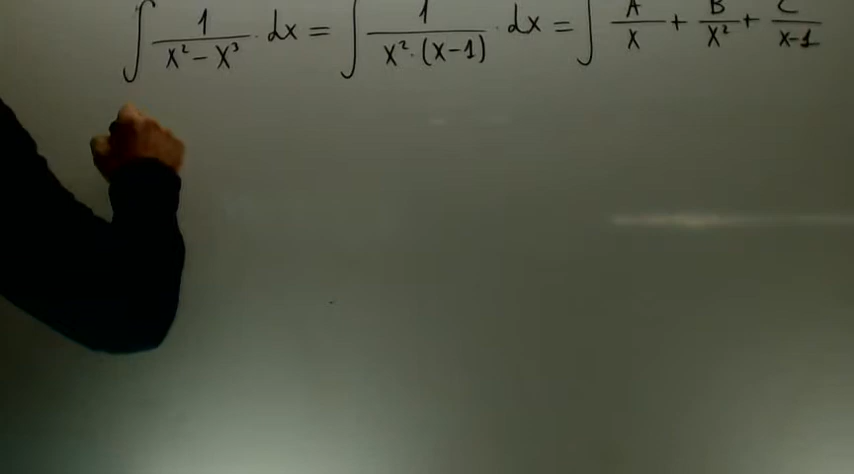 ∫ 1/(x² - x³) · dx = ∫ 1/(x² · (x-1)) · dx = ∫ A/x + B/x² + C/(x-1)